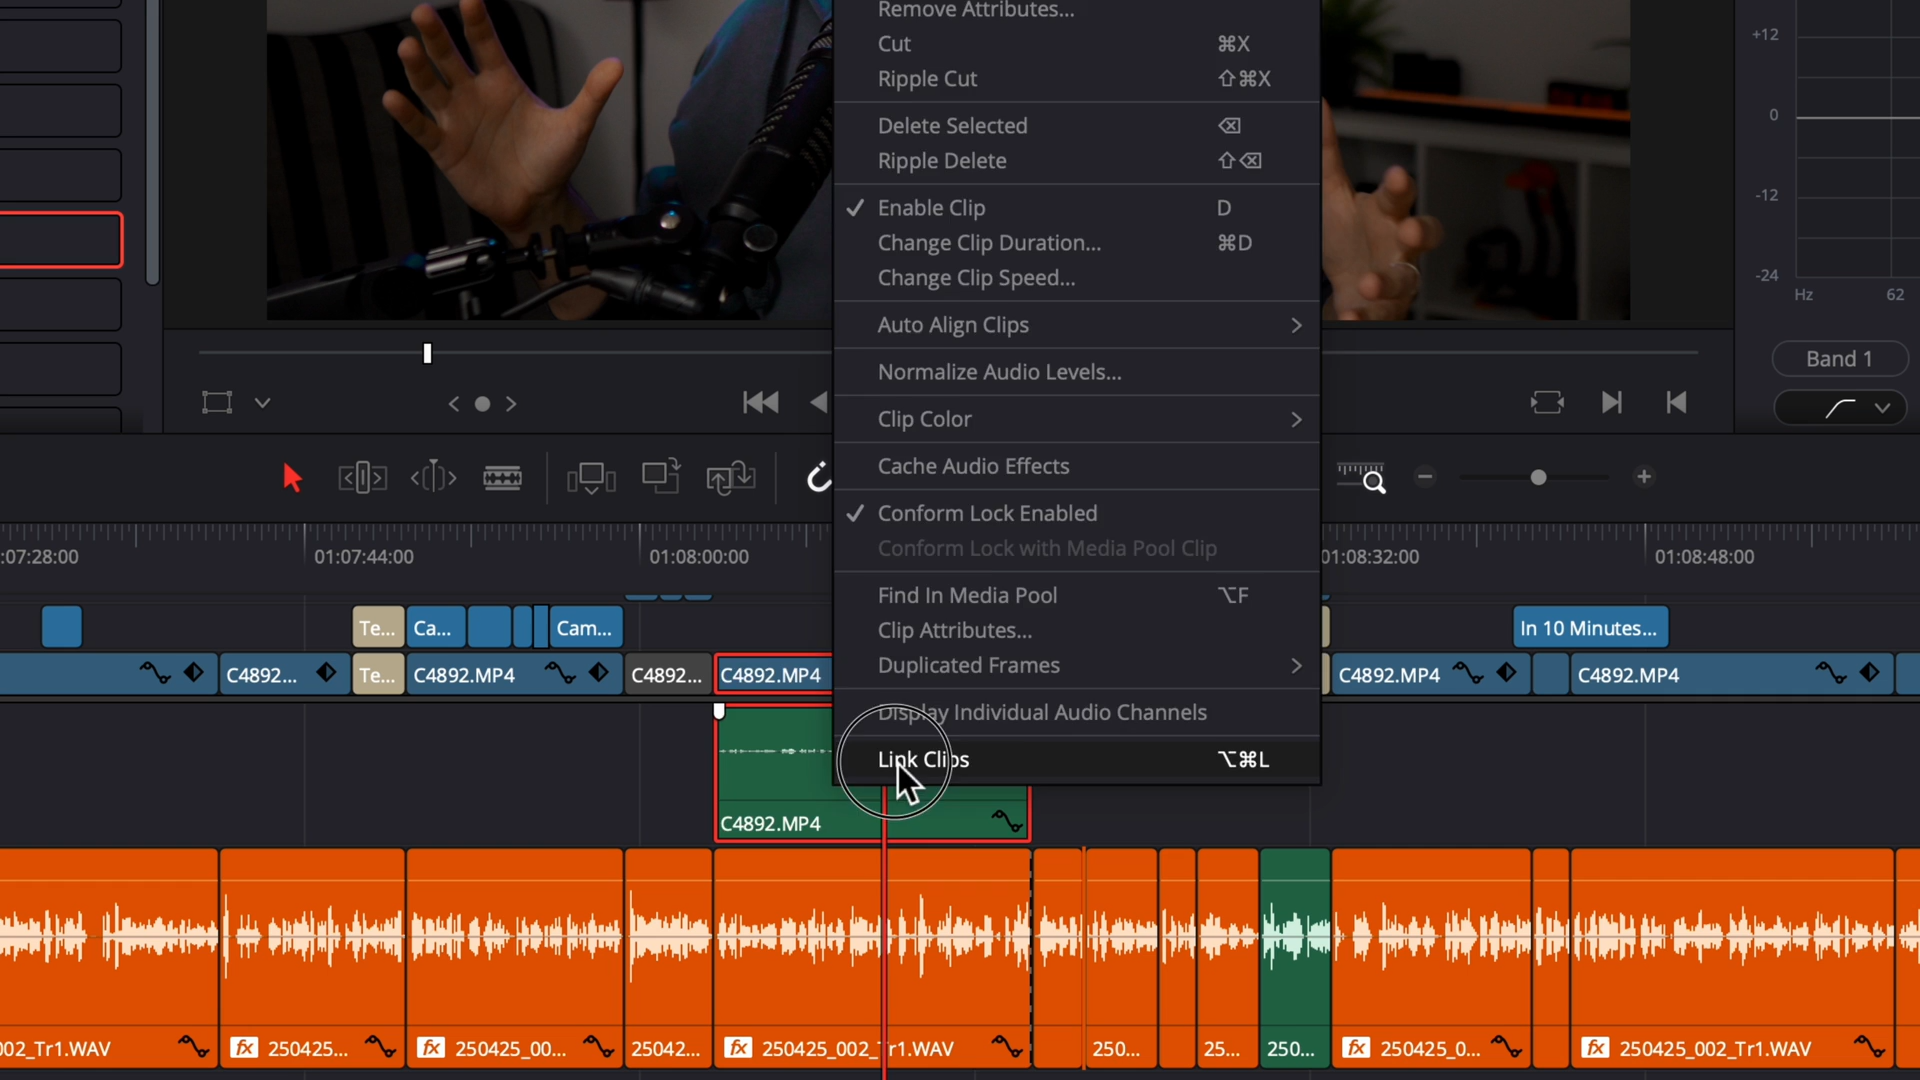 Remove Attributes...
Cut ⌘X
Ripple Cut ⇧⌘X
Delete Selected ⌫
Ripple Delete ⇧⌫
✓ Enable Clip D
Change Clip Duration... ⌘D
Change Clip Speed...
Auto Align Clips >
Normalize Audio Levels...
Clip Color >
Cache Audio Effects
✓ Conform Lock Enabled
Conform Lock with Media Pool Clip
Find In Media Pool ⌥F
Clip Attributes...
Duplicated Frames >
Display Individual Audio Channels
Link Clips ⌥⌘L
+12
0
-12
-24
Hz 62
Band 1
:07:28:00 01:07:44:00 01:08:00:00 01:08:32:00 01:08:48:00
Te... Ca... Cam... In 10 Minutes...
C4892... Te... C4892.MP4 C4892... C4892.MP4 C4892.MP4 C4892.MP4
C4892.MP4
02_Tr1.WAV fx 250425... fx 250425_00... 25042... fx 250425_002_Tr1.WAV 250... 25... 250... fx 250425_0... fx 250425_002_Tr1.WAV